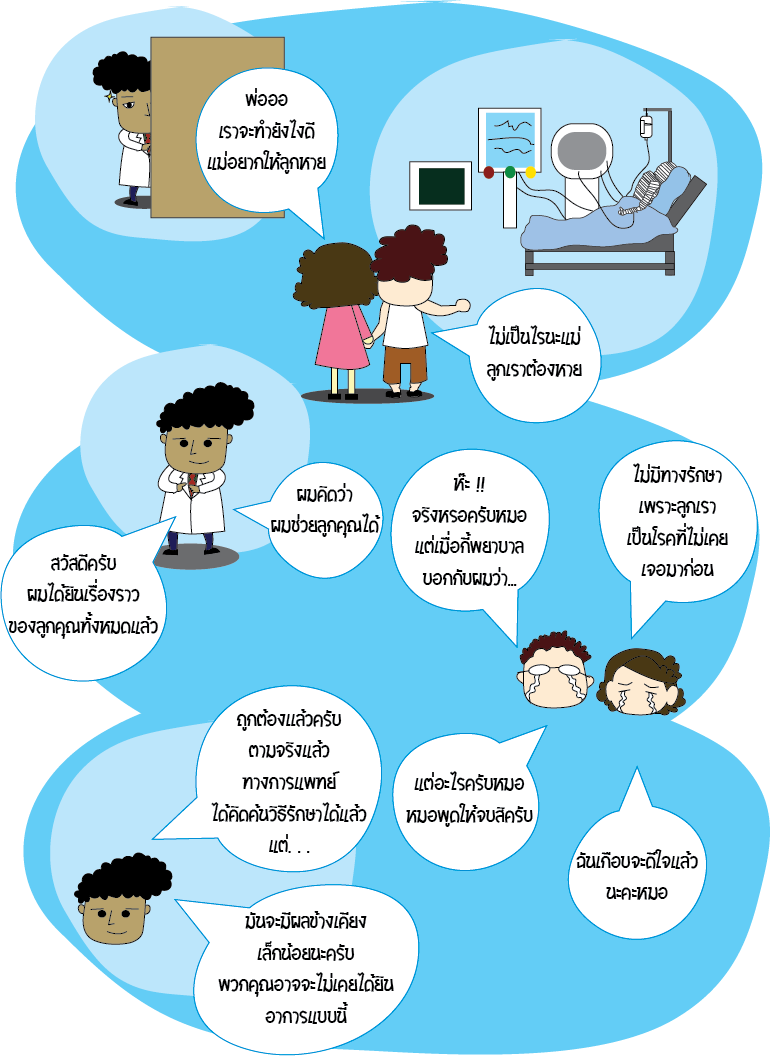 พ่อออ
เราจะทำยังไงดี
แม่อยากให้ลูกหาย
ไม่เป็นไรนะแม่
ลูกเราต้องหาย
สวัสดีครับ
ผมได้ยินเรื่องราว
ของลูกคุณทั้งหมดแล้ว
ผมคิดว่า
ผมช่วยลูกคุณได้
ห๊ะ !!
จริงหรอครับหมอ
แต่เมื่อกี้พยาบาล
บอกกับผมว่า...
ไม่มีทางรักษา
เพราะลูกเรา
เป็นโรคที่ไม่เคย
เจอมาก่อน
ถูกต้องแล้วครับ
ตามจริงแล้ว
ทางการแพทย์
ได้คิดค้นวิธีรักษาได้แล้ว
แต่. . .
แต่อะไรครับหมอ
หมอพูดให้จบสิครับ
ฉันเกือบจะดีใจแล้ว
นะคะหมอ
มันจะมีผลข้างเคียง
เล็กน้อยนะครับ
พวกคุณอาจจะไม่เคยได้ยิน
อาการแบบนี้